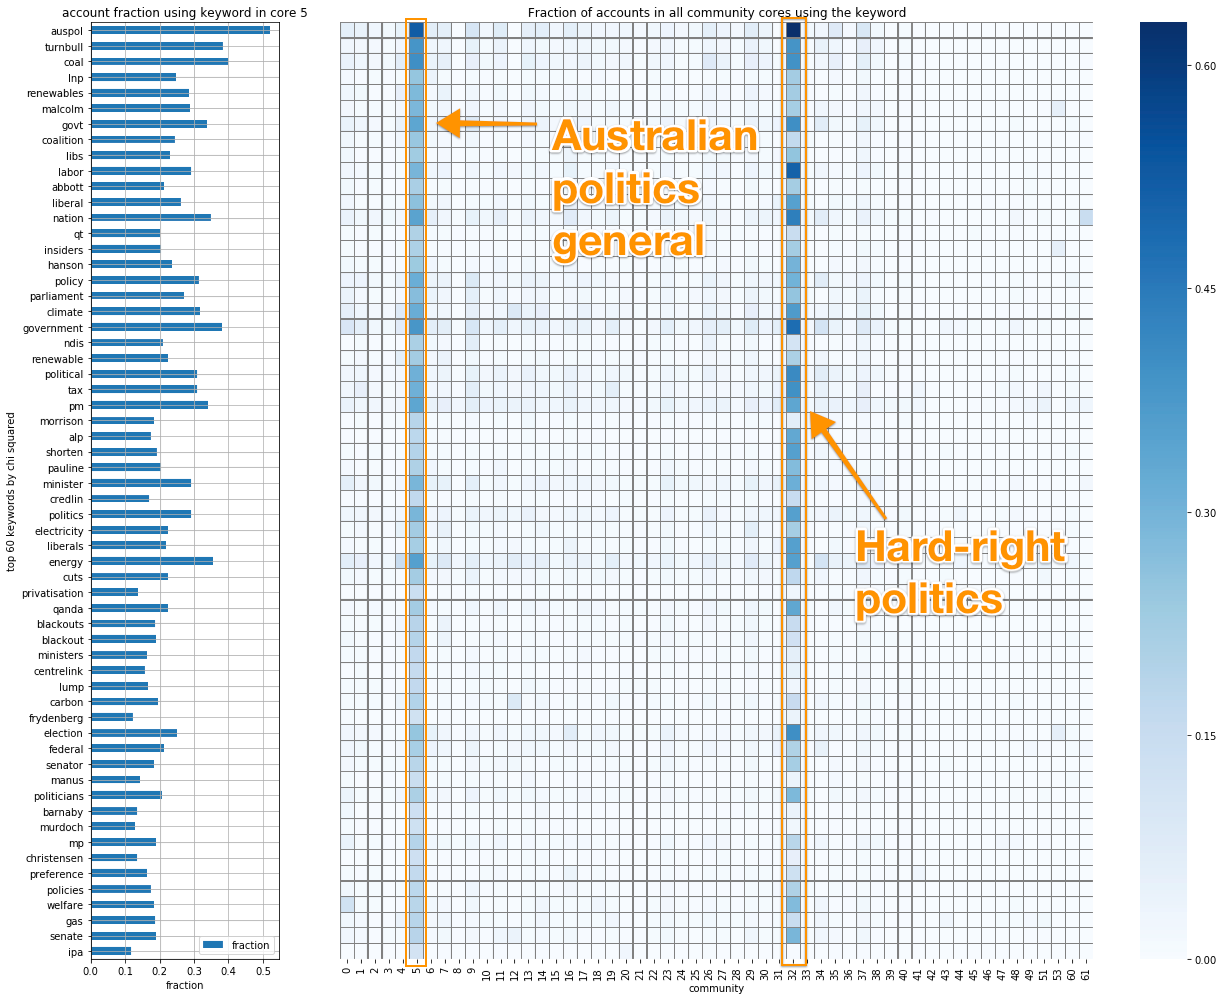 account fraction using keyword in core 5
Fraction of accounts in all community cores using the keyword
top 60 keywords by chi squared
auspol
turnbull
coal
lnp
renewables
malcolm
govt
coalition
libs
labor
abbott
liberal
nation
qt
insiders
hanson
policy
parliament
climate
government
ndis
renewable
political
tax
pm
morrison
alp
shorten
pauline
minister
credlin
politics
electricity
liberals
energy
cuts
privatisation
qanda
blackouts
blackout
ministers
centrelink
lump
carbon
frydenberg
election
federal
senator
manus
politicians
barnaby
murdoch
mp
christensen
preference
policies
welfare
gas
senate
ipa
fraction
0.0 0.1 0.2 0.3 0.4 0.5
fraction
Australian
politics
general
Hard-right
politics
0 1 2 3 4 5 6 7 8 9 10 11 12 13 14 15 16 17 18 19 20 21 22 23 24 25 26 28 29 30 31 32 33 34 35 36 37 38 39 40 41 42 43 44 45 46 47 48 49 51 53 60 61
community
0.60
0.45
0.30
0.15
0.00